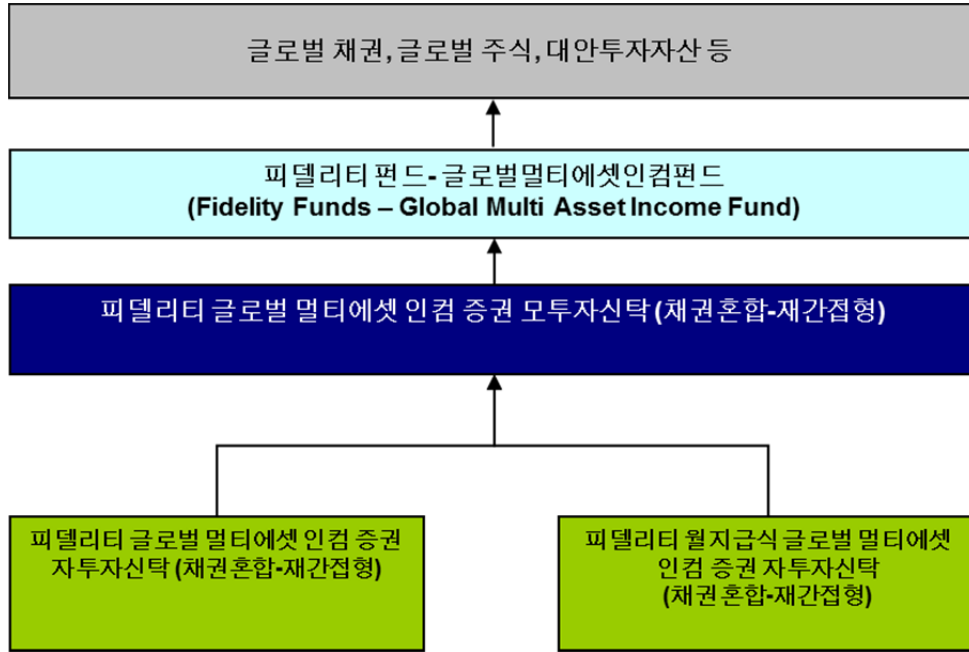 글로벌 채권, 글로벌 주식, 대안투자자산 등
피델리티 펀드- 글로벌멀티에셋인컴펀드
(Fidelity Funds – Global Multi Asset Income Fund)
피델리티 글로벌 멀티에셋 인컴 증권 모투자신탁 (채권혼합-재간접형)
피델리티 글로벌 멀티에셋 인컴 증권
자투자신탁 (채권혼합-재간접형)
피델리티 월지급식 글로벌 멀티에셋
인컴 증권 자투자신탁
(채권혼합-재간접형)